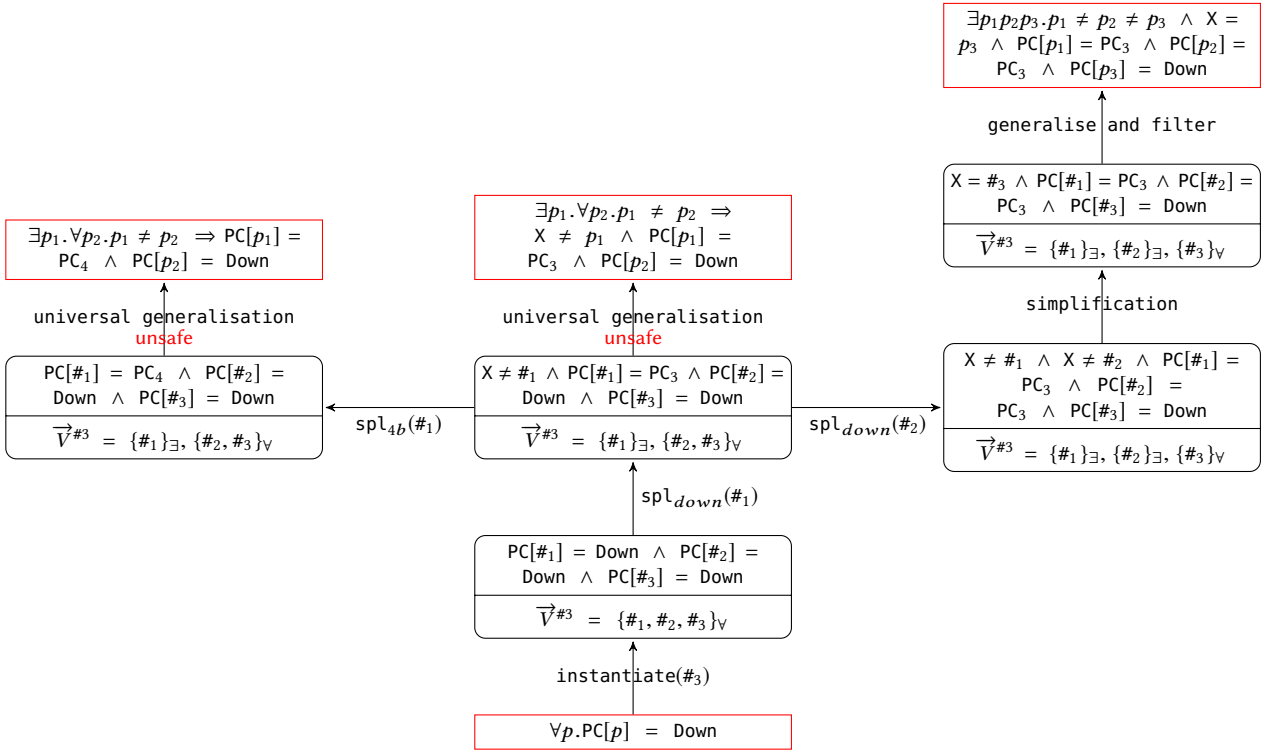 ∃p₁p₂p₃.p₁ ≠ p₂ ≠ p₃ ∧ X =
p₃ ∧ PC[p₁] = PC₃ ∧ PC[p₂] =
PC₃ ∧ PC[p₃] = Down
generalise and filter
X = #₃ ∧ PC[#₁] = PC₃ ∧ PC[#₂] =
PC₃ ∧ PC[#₃] = Down
V⃗^#3 = {#₁}∃, {#₂}∃, {#₃}∀
simplification
X ≠ #₁ ∧ X ≠ #₂ ∧ PC[#₁] =
PC₃ ∧ PC[#₂] =
PC₃ ∧ PC[#₃] = Down
V⃗^#3 = {#₁}∃, {#₂}∃, {#₃}∀
∃p₁.∀p₂.p₁ ≠ p₂ ⇒ PC[p₁] =
PC₄ ∧ PC[p₂] = Down
universal generalisation
unsafe
PC[#₁] = PC₄ ∧ PC[#₂] =
Down ∧ PC[#₃] = Down
V⃗^#3 = {#₁}∃, {#₂, #₃}∀
spl₄b(#₁)
∃p₁.∀p₂.p₁ ≠ p₂ ⇒
X ≠ p₁ ∧ PC[p₁] =
PC₃ ∧ PC[p₂] = Down
universal generalisation
unsafe
X ≠ #₁ ∧ PC[#₁] = PC₃ ∧ PC[#₂] =
Down ∧ PC[#₃] = Down
V⃗^#3 = {#₁}∃, {#₂, #₃}∀
spl_down(#₂)
spl_down(#₁)
PC[#₁] = Down ∧ PC[#₂] =
Down ∧ PC[#₃] = Down
V⃗^#3 = {#₁, #₂, #₃}∀
instantiate(#₃)
∀p.PC[p] = Down